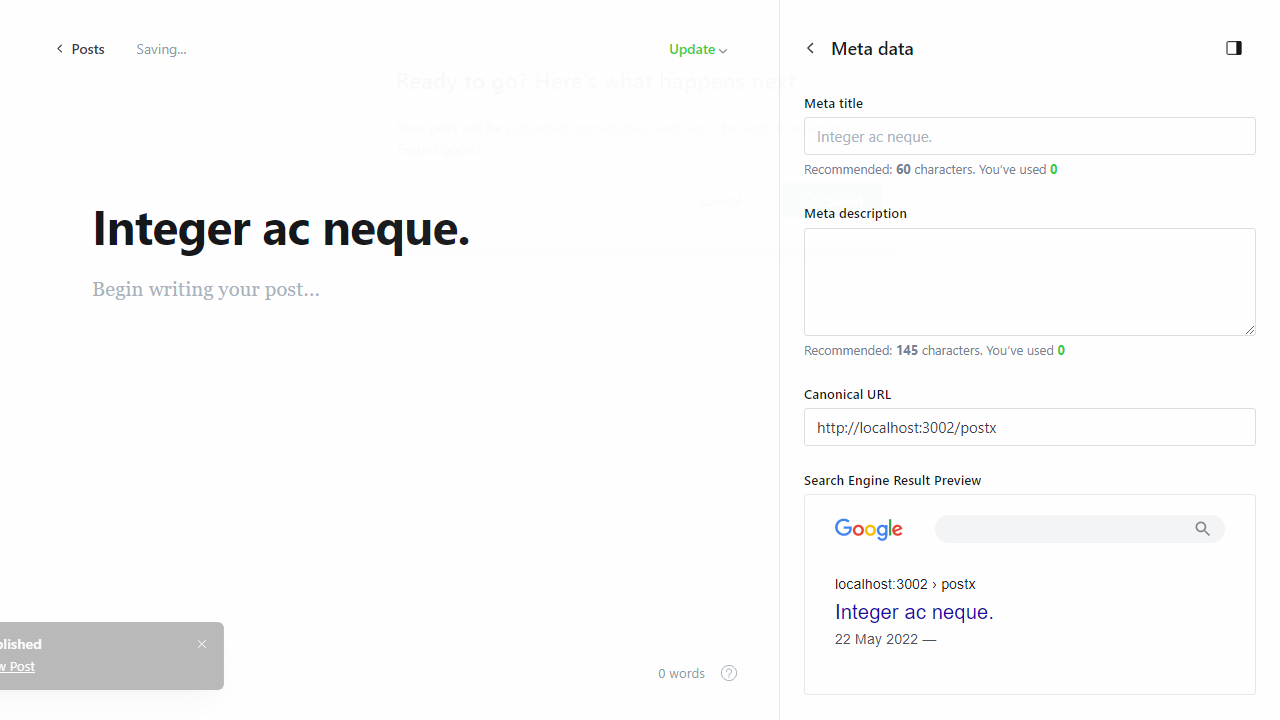 Posts
Saving...
Update
Ready to go? Here's what happens next
Meta data
Meta title
Integer ac neque.
Recommended: 60 characters. You've used 0
Meta description
Recommended: 145 characters. You've used 0
Canonical URL
http://localhost:3002/postx
Search Engine Result Preview
Google
localhost:3002 › postx
Integer ac neque.
22 May 2022 —
Integer ac neque.
Begin writing your post...
Post
0 words
?